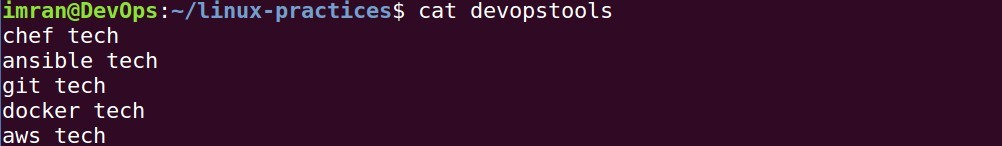 imran@DevOps:~/linux-practices$ cat devopstools
chef tech
ansible tech
git tech
docker tech
aws tech